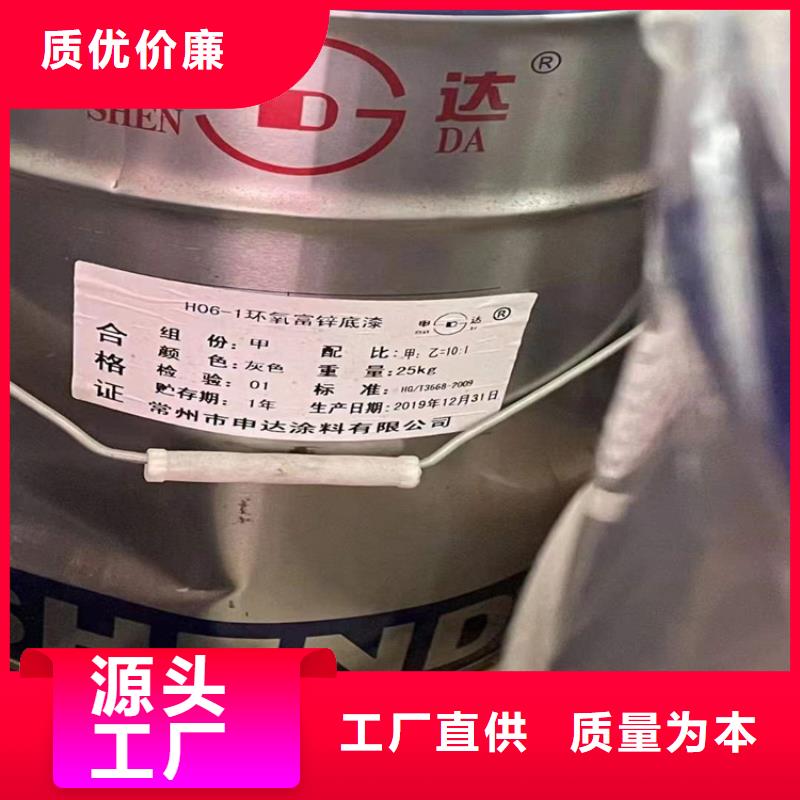 质优价廉
SHEN D 达®
DA
H06-1环氧富锌底漆 申达®
合格证
组份:甲 配比:甲:乙=10:1
颜色:灰色 重量:25kg
检验:01 标准:HG/T3668-2009
贮存期:1年 生产日期:2019年12月31日
常州市申达涂料有限公司
SHEND
源头
工厂
工厂直供 质量为本